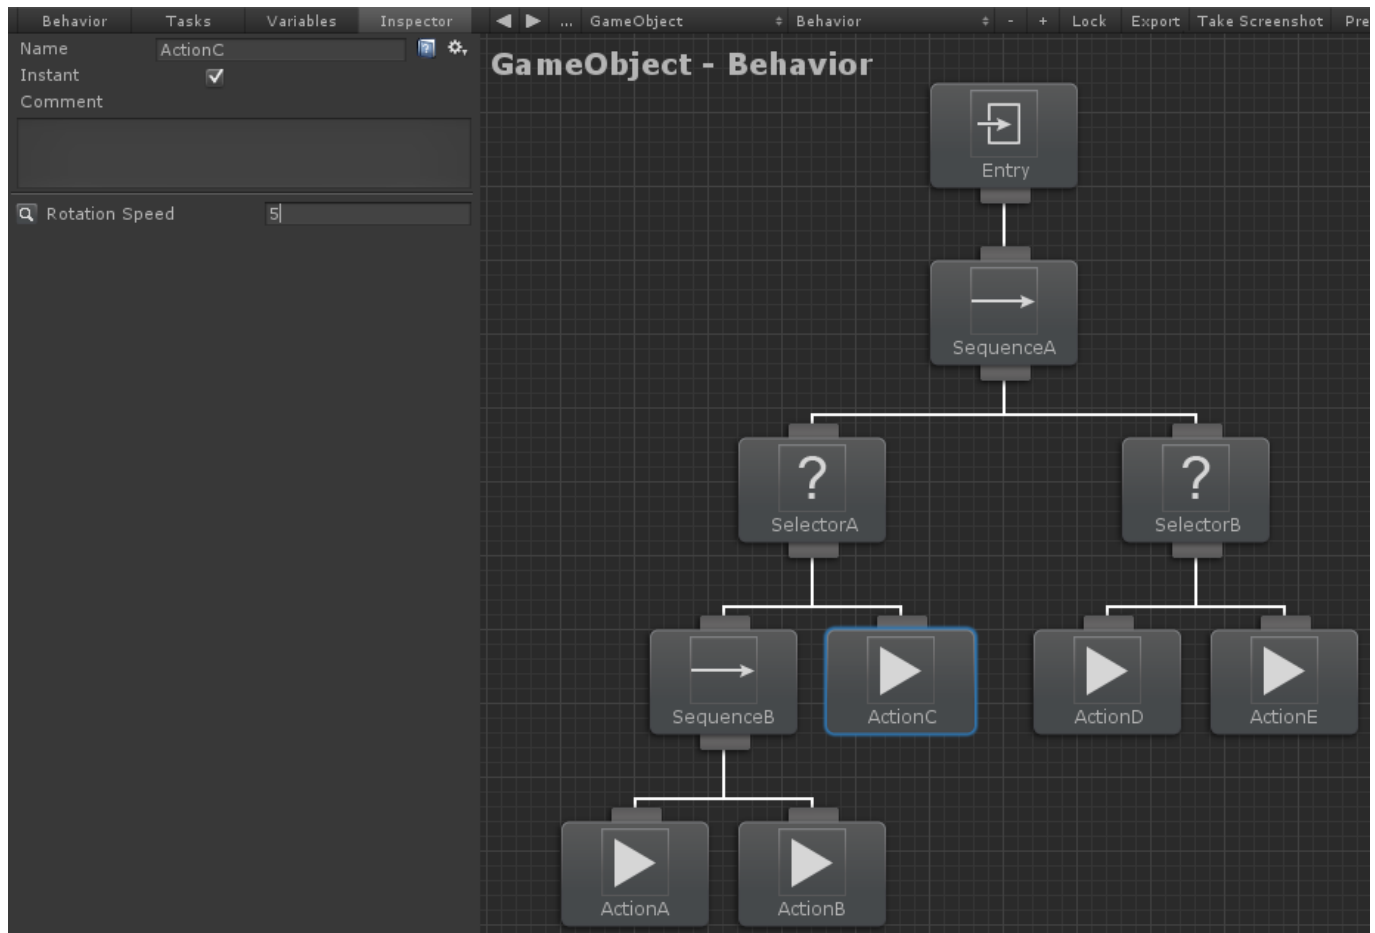 Behavior Tasks Variables Inspector
Name ActionC
Instant
Comment
Rotation Speed 5
... GameObject Behavior - + Lock Export Take Screenshot Pre
GameObject - Behavior
Entry
SequenceA
? ?
SelectorA SelectorB
SequenceB ActionC ActionD ActionE
ActionA ActionB